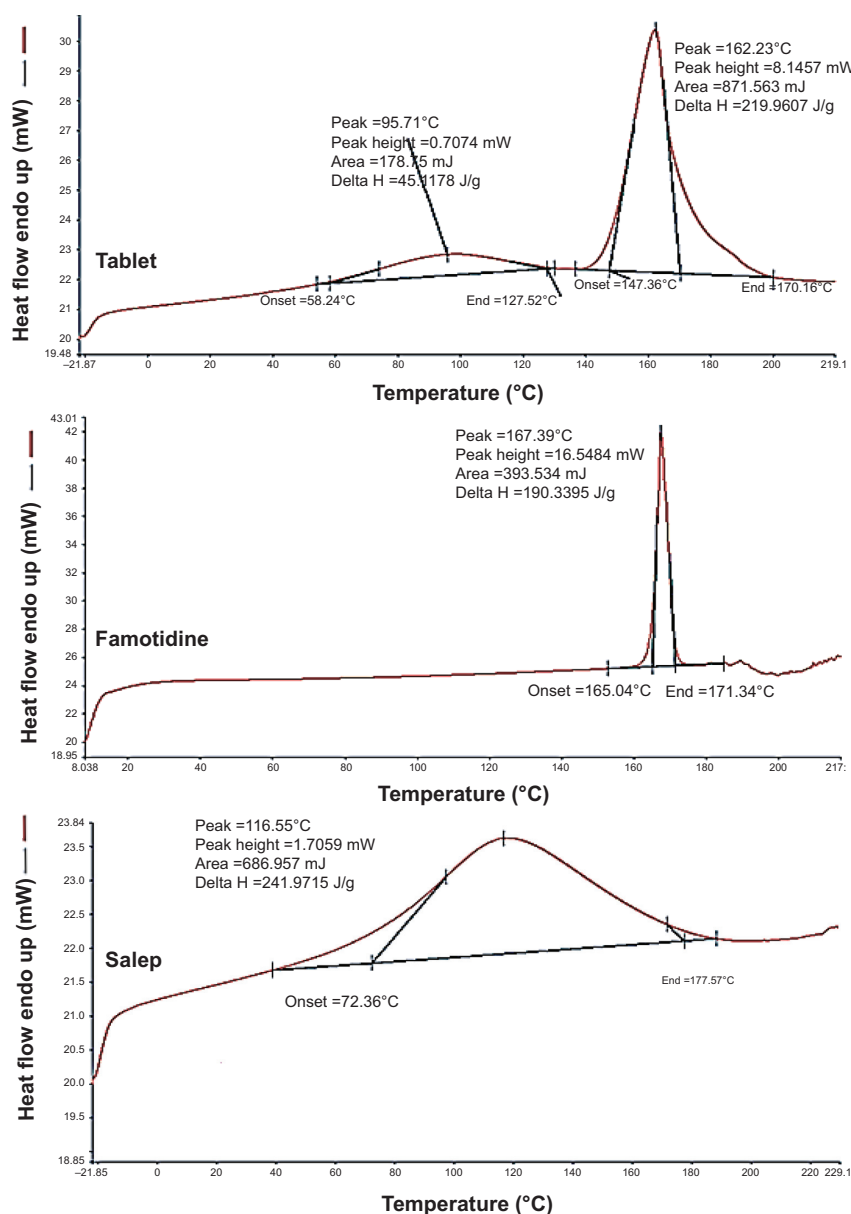 Heat flow endo up (mW)
30
29
28
27
26
25
24
23
22
21
20
19.48
Peak =95.71°C
Peak height =0.7074 mW
Area =178.75 mJ
Delta H =45.1178 J/g
Peak =162.23°C
Peak height =8.1457 mW
Area =871.563 mJ
Delta H =219.9607 J/g
Tablet
Onset =58.24°C
End =127.52°C
Onset =147.36°C
End =170.16°C
–21.87 0 20 40 60 80 100 120 140 160 180 200 219.1
Temperature (°C)
Heat flow endo up (mW)
43.01
42
40
38
36
34
32
30
28
26
24
22
20
18.95
Peak =167.39°C
Peak height =16.5484 mW
Area =393.534 mJ
Delta H =190.3395 J/g
Famotidine
Onset =165.04°C
End =171.34°C
8.038 20 40 60 80 100 120 140 160 180 200 217:
Temperature (°C)
Heat flow endo up (mW)
23.84
23.5
23.0
22.5
22.0
21.5
21.0
20.5
20.0
19.5
18.85
Peak =116.55°C
Peak height =1.7059 mW
Area =686.957 mJ
Delta H =241.9715 J/g
Salep
Onset =72.36°C
End =177.57°C
–21.85 0 20 40 60 80 100 120 140 160 180 200 220 229.1
Temperature (°C)